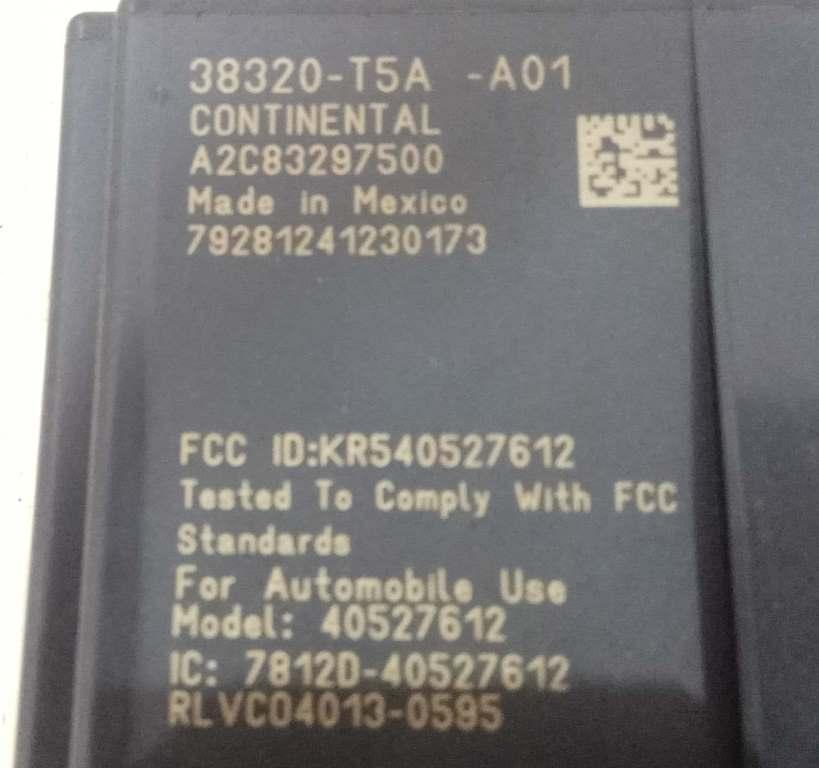 38320-T5A -A01
CONTINENTAL
A2C83297500
Made in Mexico
79281241230173
FCC ID:KR540527612
Tested To Comply With FCC
Standards
For Automobile Use
Model: 40527612
IC: 7812D-40527612
RLVC04013-0595